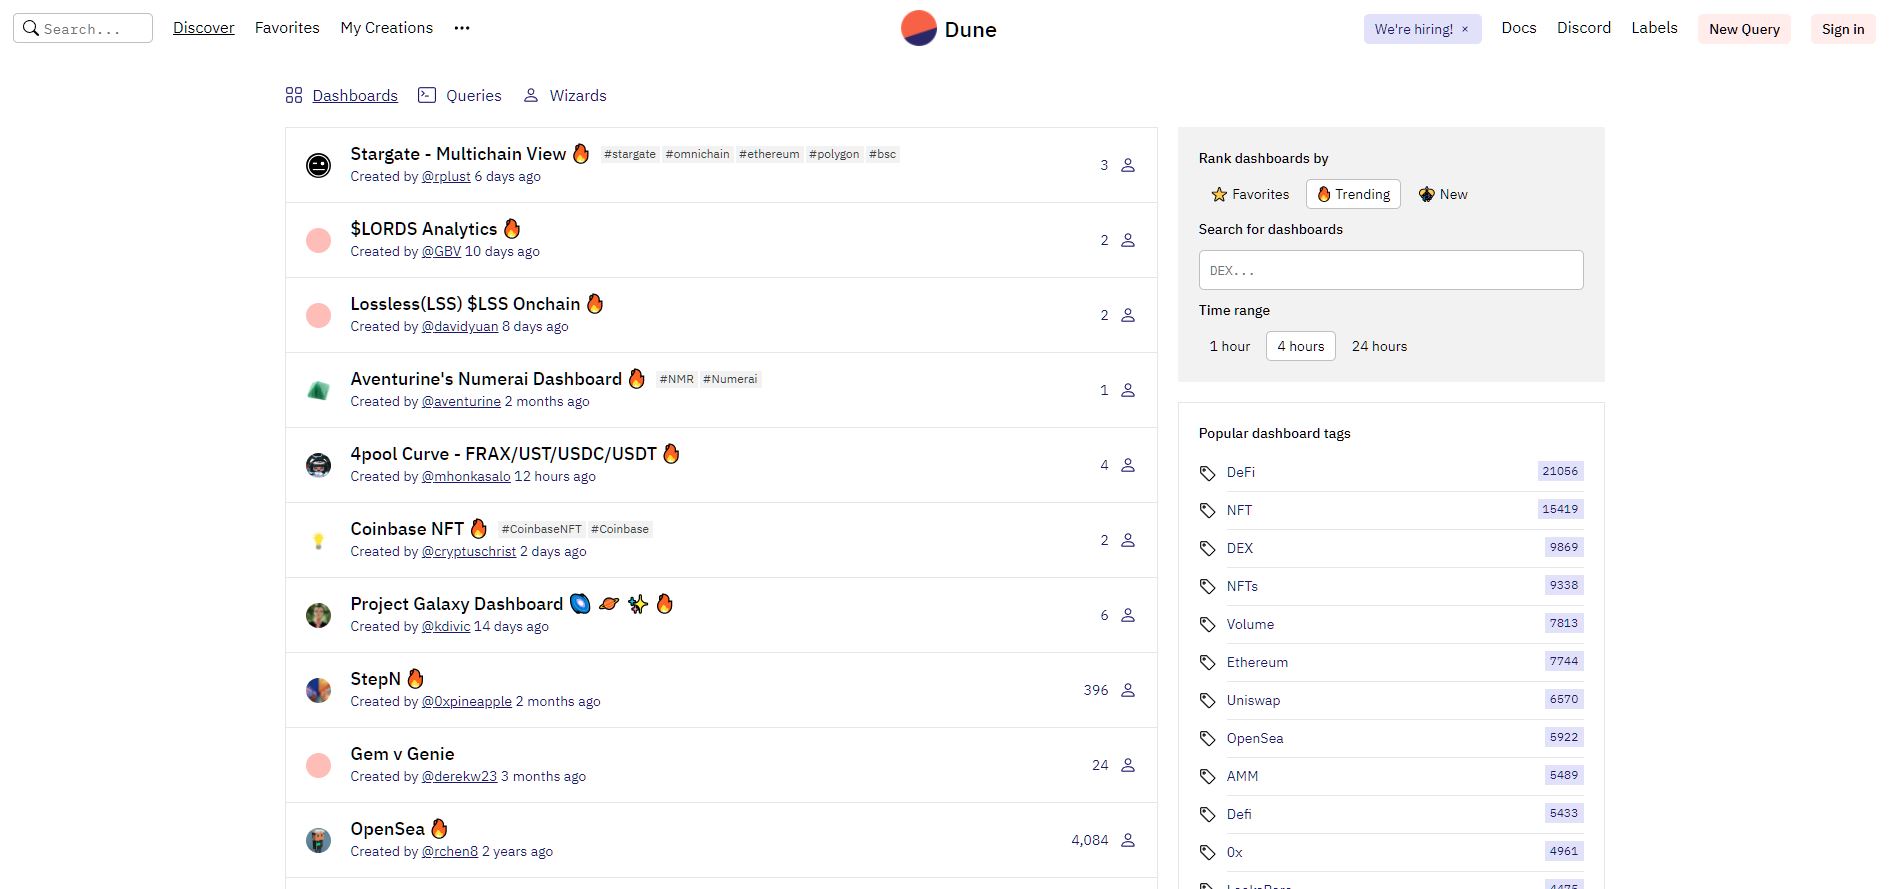 Search...
Discover
Favorites
My Creations
Dune
We're hiring! ×
Docs
Discord
Labels
New Query
Sign in
Dashboards
Queries
Wizards
Stargate - Multichain View 🔥 #stargate #omnichain #ethereum #polygon #bsc
Created by @rplust 6 days ago
3
$LORDS Analytics 🔥
Created by @GBV 10 days ago
2
Lossless(LSS) $LSS Onchain 🔥
Created by @davidyuan 8 days ago
2
Aventurine's Numerai Dashboard 🔥 #NMR #Numerai
Created by @aventurine 2 months ago
1
4pool Curve - FRAX/UST/USDC/USDT 🔥
Created by @mhonkasalo 12 hours ago
4
Coinbase NFT 🔥 #CoinbaseNFT #Coinbase
Created by @cryptuschrist 2 days ago
2
Project Galaxy Dashboard 🌀 🪐 ✨ 🔥
Created by @kdivic 14 days ago
6
StepN 🔥
Created by @0xpineapple 2 months ago
396
Gem v Genie
Created by @derekw23 3 months ago
24
OpenSea 🔥
Created by @rchen8 2 years ago
4,084
Rank dashboards by
Favorites
Trending
New
Search for dashboards
DEX...
Time range
1 hour
4 hours
24 hours
Popular dashboard tags
DeFi 21056
NFT 15419
DEX 9869
NFTs 9338
Volume 7813
Ethereum 7744
Uniswap 6570
OpenSea 5922
AMM 5489
Defi 5433
0x 4961